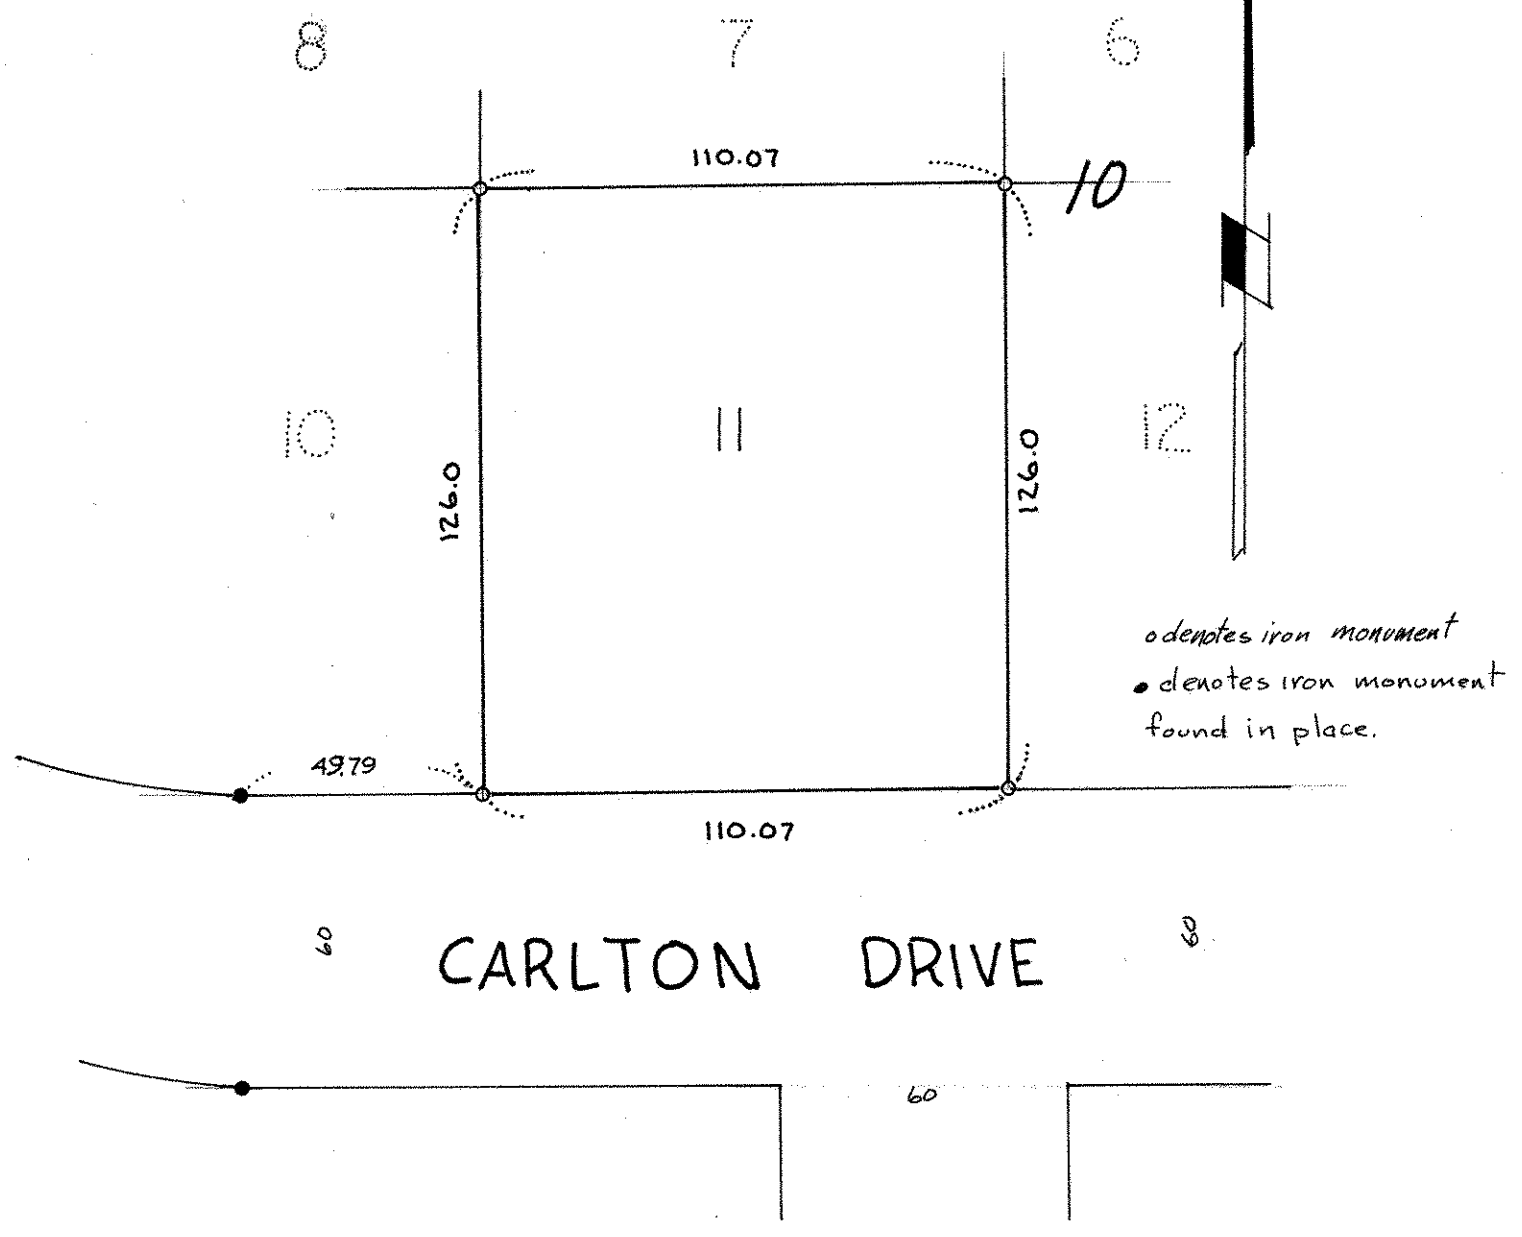 8 7 6
110.07
10
10 11 12
126.0 126.0
o denotes iron monument
● denotes iron monument
found in place.
49.79
110.07
60 60
CARLTON DRIVE
60